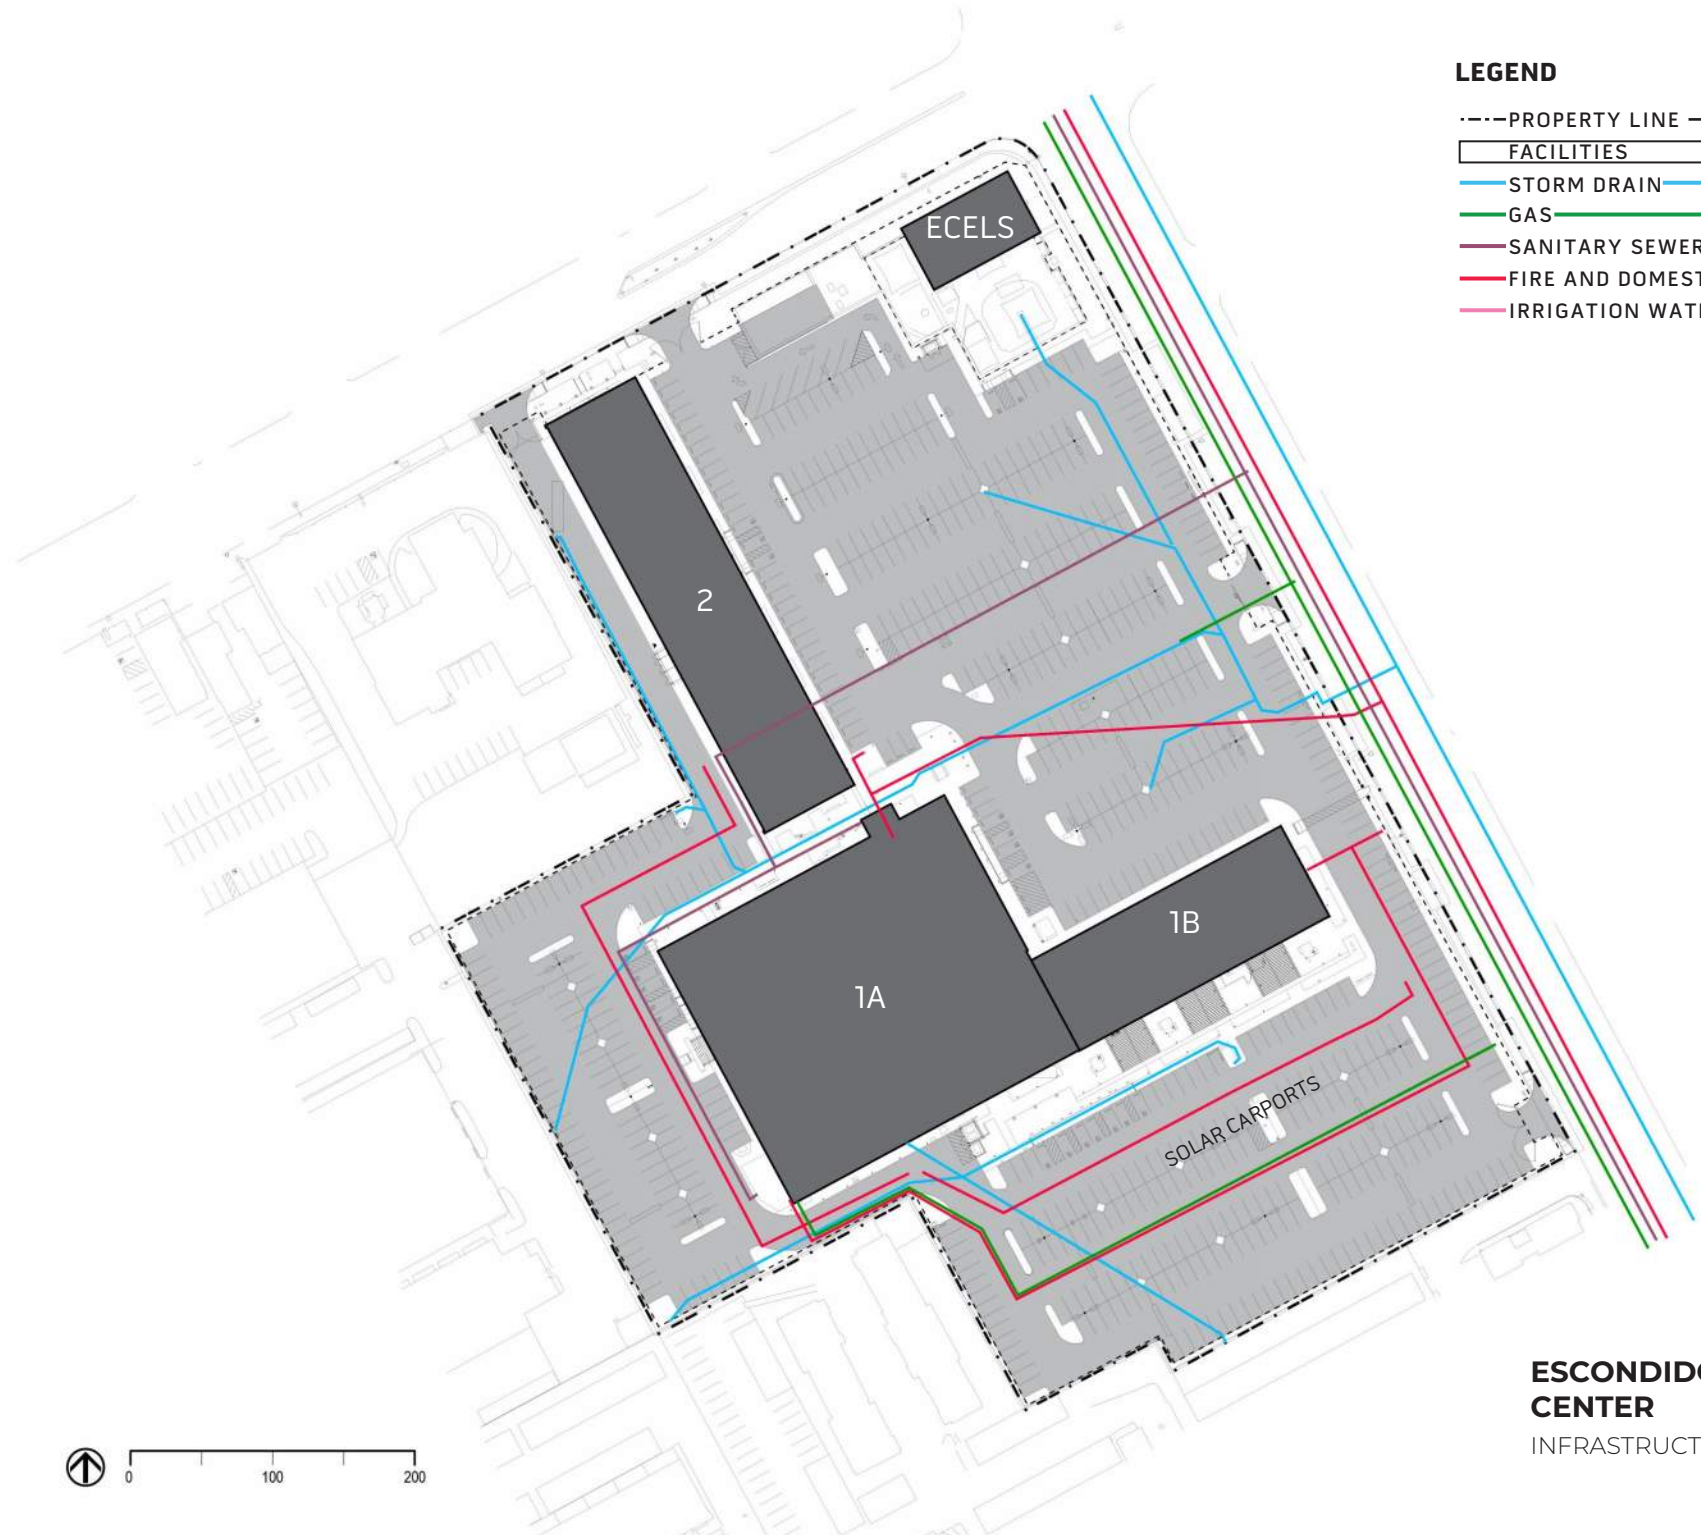 LEGEND
PROPERTY LINE
FACILITIES
STORM DRAIN
GAS
SANITARY SEWER
FIRE AND DOMEST
IRRIGATION WAT
ECELS
2
1B
1A
SOLAR CARPORTS
ESCONDIDO
CENTER
INFRASTRUCT
0 100 200